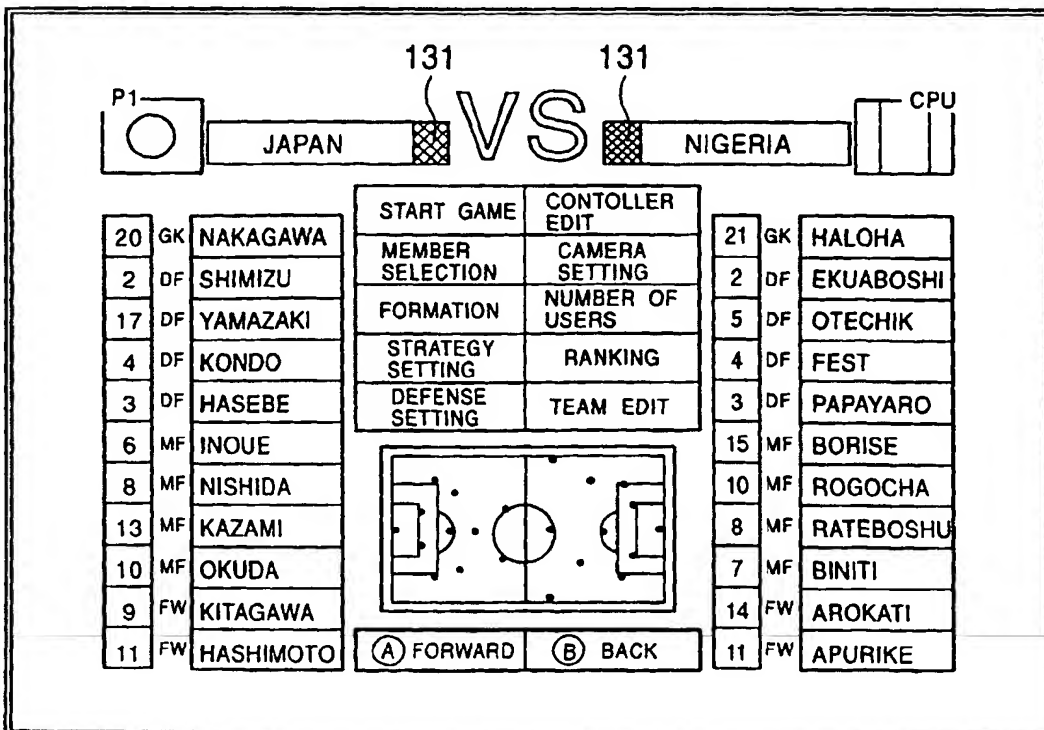 131 131
P1 VS CPU
JAPAN NIGERIA
START GAME CONTOLLER EDIT
MEMBER SELECTION CAMERA SETTING
FORMATION NUMBER OF USERS
STRATEGY SETTING RANKING
DEFENSE SETTING TEAM EDIT
20 GK NAKAGAWA
2 DF SHIMIZU
17 DF YAMAZAKI
4 DF KONDO
3 DF HASEBE
6 MF INOUE
8 MF NISHIDA
13 MF KAZAMI
10 MF OKUDA
9 FW KITAGAWA
11 FW HASHIMOTO
21 GK HALOHA
2 DF EKUABOSHI
5 DF OTECHIK
4 DF FEST
3 DF PAPAYARO
15 MF BORISE
10 MF ROGOCHA
8 MF RATEBOSHU
7 MF BINITI
14 FW AROKATI
11 FW APURIKE
A FORWARD B BACK